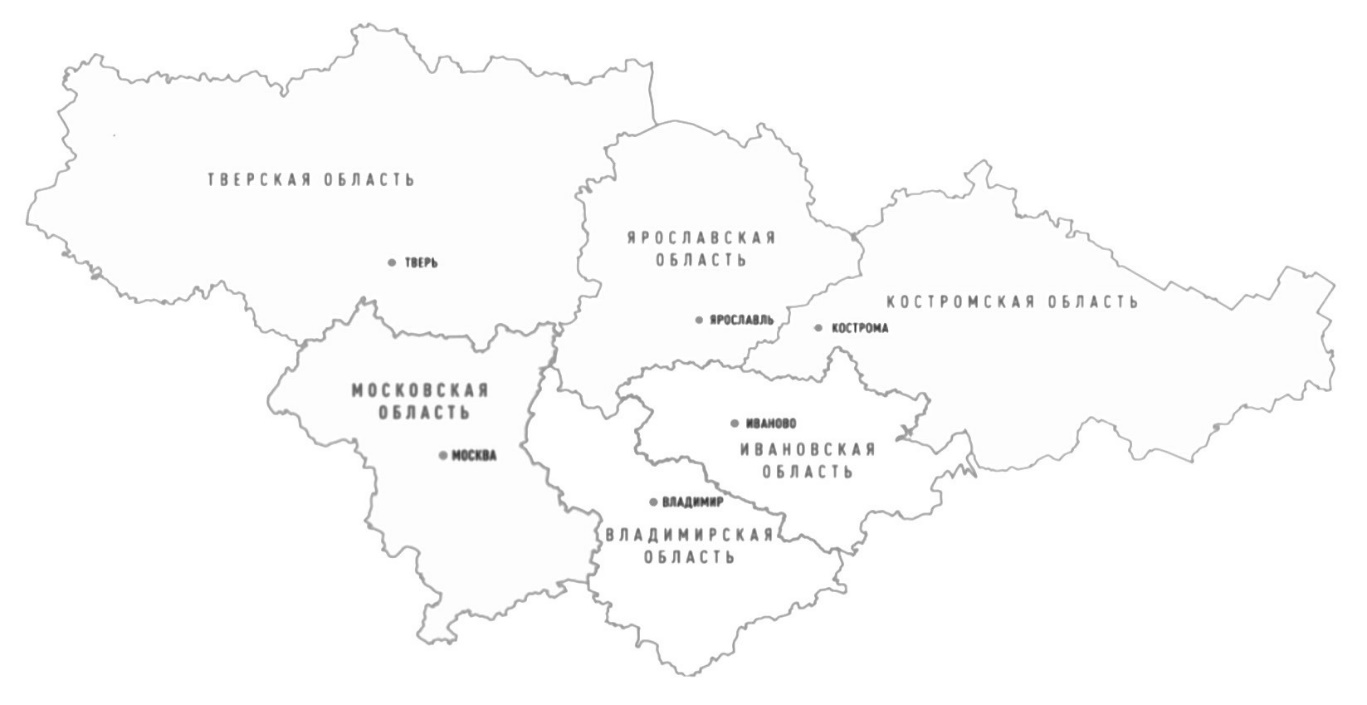 ТВЕРСКАЯ ОБЛАСТЬ
ТВЕРЬ
ЯРОСЛАВСКАЯ
ОБЛАСТЬ
ЯРОСЛАВЛЬ
КОСТРОМСКАЯ ОБЛАСТЬ
КОСТРОМА
МОСКОВСКАЯ
ОБЛАСТЬ
МОСКВА
ИВАНОВО
ИВАНОВСКАЯ
ОБЛАСТЬ
ВЛАДИМИР
ВЛАДИМИРСКАЯ
ОБЛАСТЬ